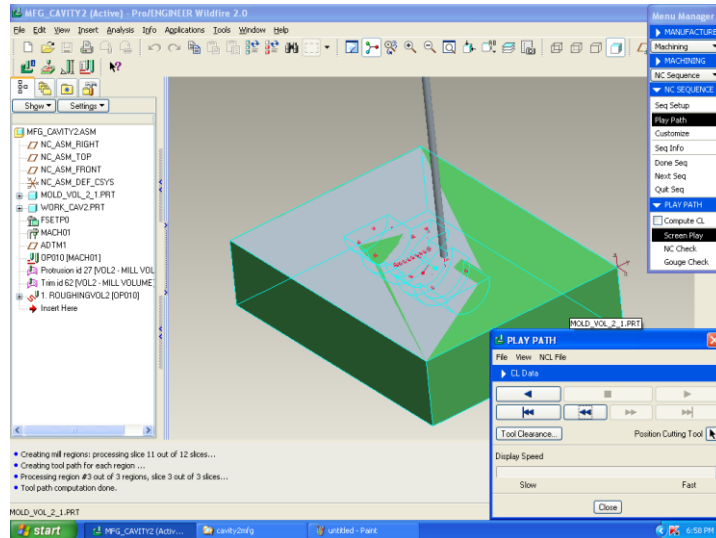 MFG_CAVITY2 (Active) - Pro/ENGINEER Wildfire 2.0
File Edit View Insert Analysis Info Applications Tools Window Help
Show Settings
MFG_CAVITY2.ASM
NC_ASM_RIGHT
NC_ASM_TOP
NC_ASM_FRONT
NC_ASM_DEF_CSYS
MOLD_VOL_2_1.PRT
WORK_CAV2.PRT
FSETP0
MACH01
ADTM1
OP010 [MACH01]
Protrusion id 27 [VOL2 - MILL VOL
Trim id 62 [VOL2 - MILL VOLUME]
1. ROUGHINGVOL2 [OP010]
Insert Here
MOLD_VOL_2_1.PRT
Menu Manager
MANUFACTURE
Machining
MACHINING
NC Sequence
NC SEQUENCE
Seq Setup
Play Path
Customize
Seq Info
Done Seq
Next Seq
Quit Seq
PLAY PATH
Compute CL
Screen Play
NC Check
Gouge Check
PLAY PATH
File View NCL File
CL Data
Tool Clearance...
Position Cutting Tool
Display Speed
Slow Fast
Close
Creating mill regions: processing slice 11 out of 12 slices...
Creating tool path for each region ...
Processing region #3 out of 3 regions, slice 3 out of 3 slices...
Tool path computation done.
MOLD_VOL_2_1.PRT
start
MFG_CAVITY2 (Activ...
cavity2mfg
untitled - Paint
6:58 PM